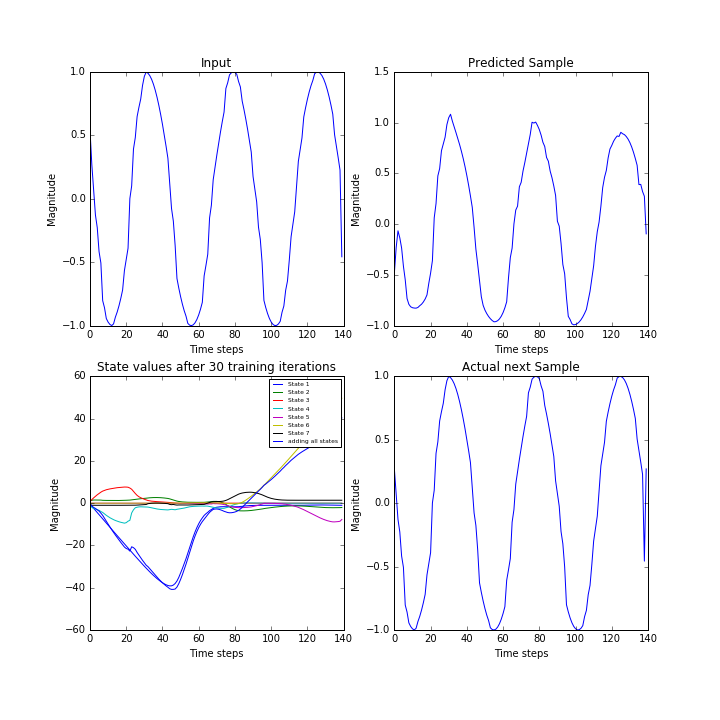 Input
1.0
0.5
0.0
−0.5
−1.0
Magnitude
0 20 40 60 80 100 120 140
Time steps
Predicted Sample
1.5
1.0
0.5
0.0
−0.5
−1.0
Magnitude
0 20 40 60 80 100 120 140
Time steps
State values after 30 training iterations
60
40
20
0
−20
−40
−60
Magnitude
State 1
State 2
State 3
State 4
State 5
State 6
State 7
adding all states
0 20 40 60 80 100 120 140
Time steps
Actual next Sample
1.0
0.5
0.0
−0.5
−1.0
Magnitude
0 20 40 60 80 100 120 140
Time steps